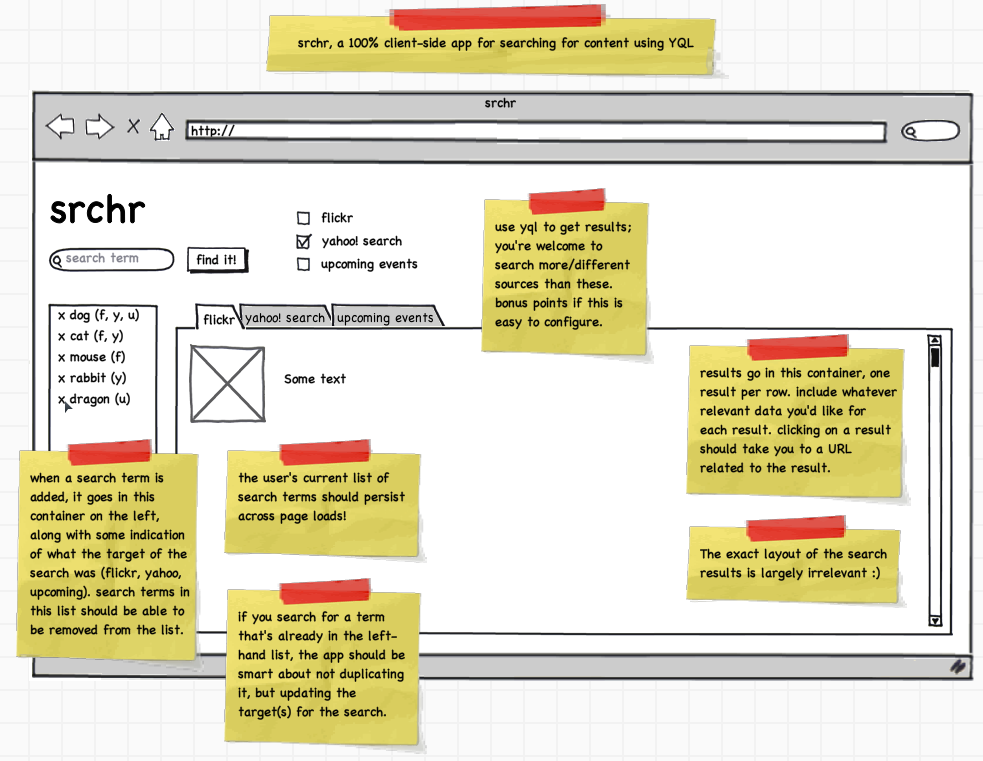 srchr, a 100% client-side app for searching for content using YQL
srchr
http://
srchr
search term
find it!
flickr
yahoo! search
upcoming events
use yql to get results;
you're welcome to
search more/different
sources than these.
bonus points if this is
easy to configure.
x dog (f, y, u)
x cat (f, y)
x mouse (f)
x rabbit (y)
x dragon (u)
flickr
yahoo! search
upcoming events
Some text
results go in this container, one
result per row. include whatever
relevant data you'd like for
each result. clicking on a result
should take you to a URL
related to the result.
when a search term is
added, it goes in this
container on the left,
along with some indication
of what the target of the
search was (flickr, yahoo,
upcoming). search terms in
this list should be able to
be removed from the list.
the user's current list of
search terms should persist
across page loads!
The exact layout of the search
results is largely irrelevant :)
if you search for a term
that's already in the left-
hand list, the app should be
smart about not duplicating
it, but updating the
target(s) for the search.